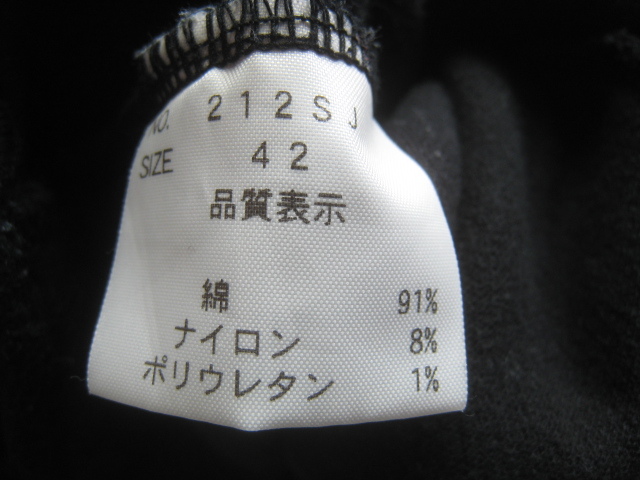 NO. 212SJ
SIZE 42
品質表示
綿 91%
ナイロン 8%
ポリウレタン 1%